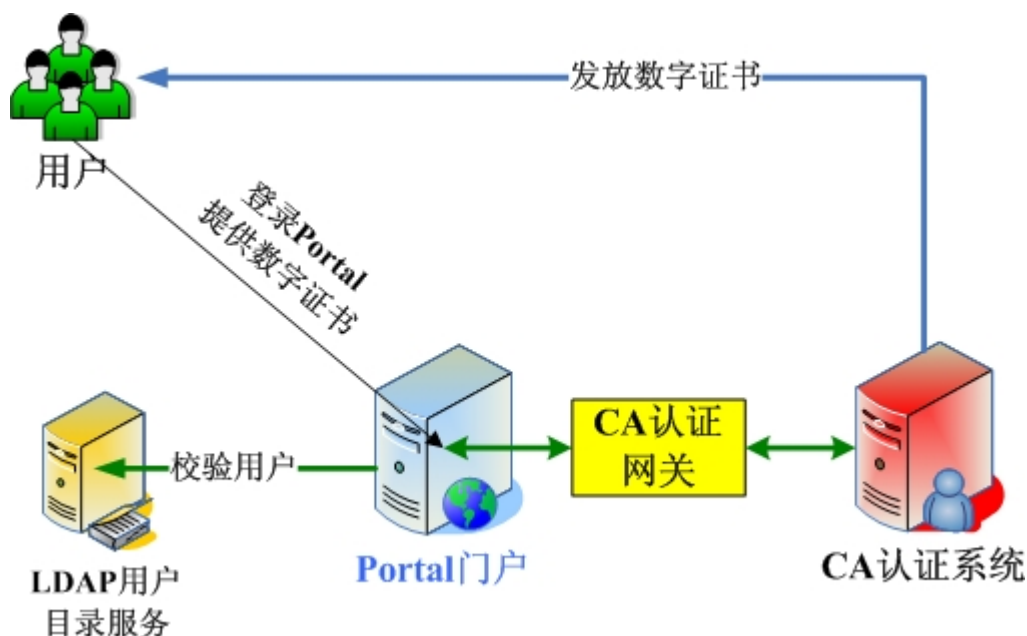 发放数字证书
用户
登录Portal
提供数字证书
CA认证
网关
校验用户
LDAP用户
目录服务
Portal门户
CA认证系统